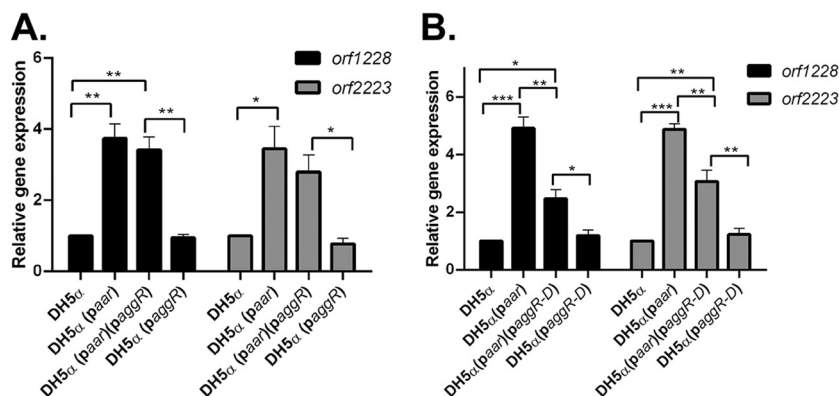 A.
Relative gene expression
6
4
2
0
orf1228
orf2223
** ** ** * *
DH5α
DH5α (paar)
DH5α (paar)(paggR)
DH5α (paggR)
DH5α
DH5α (paar)
DH5α (paar)(paggR)
DH5α (paggR)
B.
Relative gene expression
6
4
2
0
orf1228
orf2223
*
*** **
*
**
*** **
**
DH5α
DH5α(paar)
DH5α(paar)(paggR-D)
DH5α(paggR-D)
DH5α
DH5α(paar)
DH5α(paar)(paggR-D)
DH5α(paggR-D)